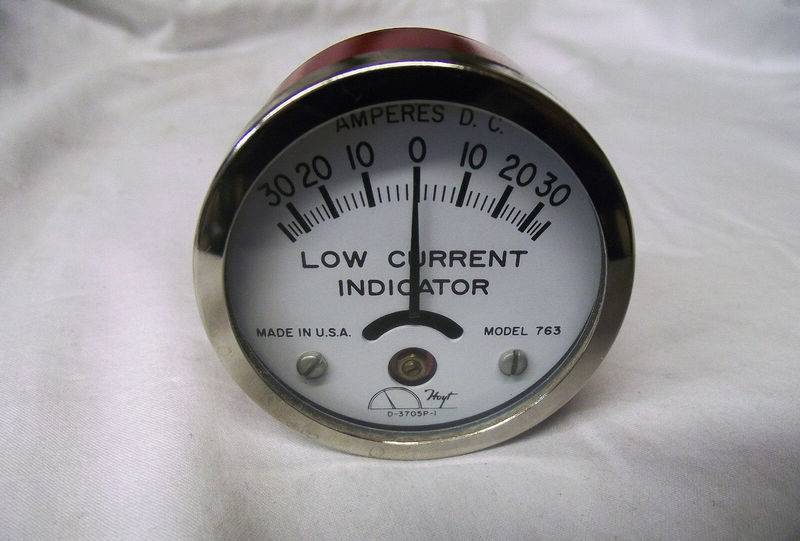 AMPERES D. C.
30 20 10 0 10 20 30
LOW CURRENT
INDICATOR
MADE IN U.S.A.
MODEL 763
Hoyt
D-3705P-1